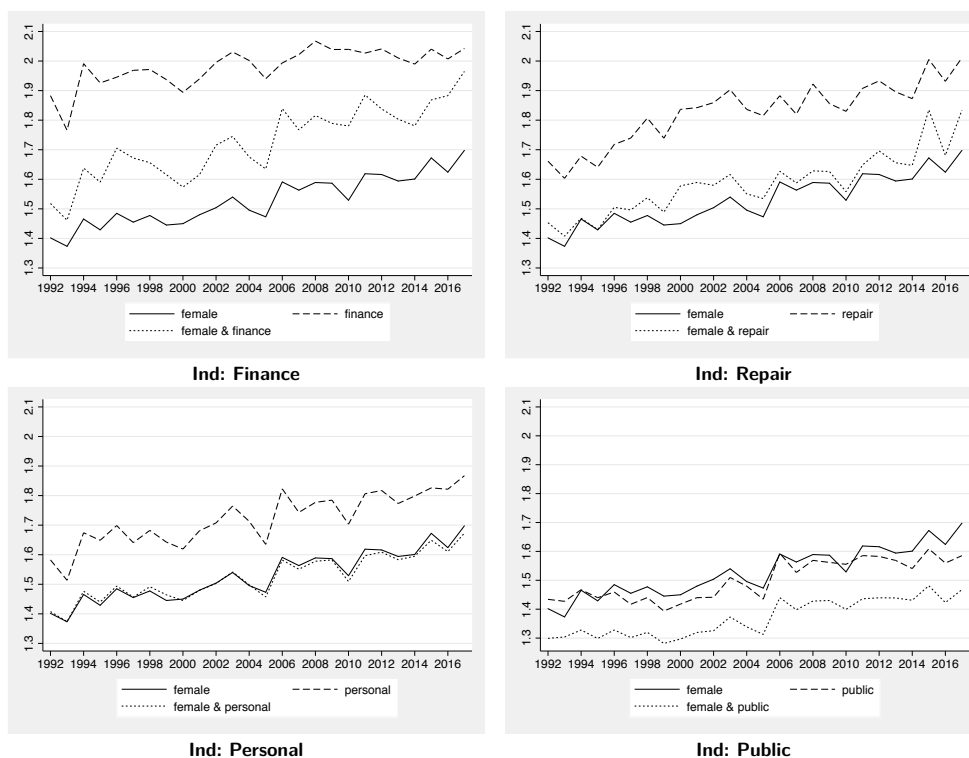 2.1
2
1.9
1.8
1.7
1.6
1.5
1.4
1.3
1992 1994 1996 1998 2000 2002 2004 2006 2008 2010 2012 2014 2016
female finance
female & finance
Ind: Finance
2.1
2
1.9
1.8
1.7
1.6
1.5
1.4
1.3
1992 1994 1996 1998 2000 2002 2004 2006 2008 2010 2012 2014 2016
female repair
female & repair
Ind: Repair
2.1
2
1.9
1.8
1.7
1.6
1.5
1.4
1.3
1992 1994 1996 1998 2000 2002 2004 2006 2008 2010 2012 2014 2016
female personal
female & personal
Ind: Personal
2.1
2
1.9
1.8
1.7
1.6
1.5
1.4
1.3
1992 1994 1996 1998 2000 2002 2004 2006 2008 2010 2012 2014 2016
female public
female & public
Ind: Public